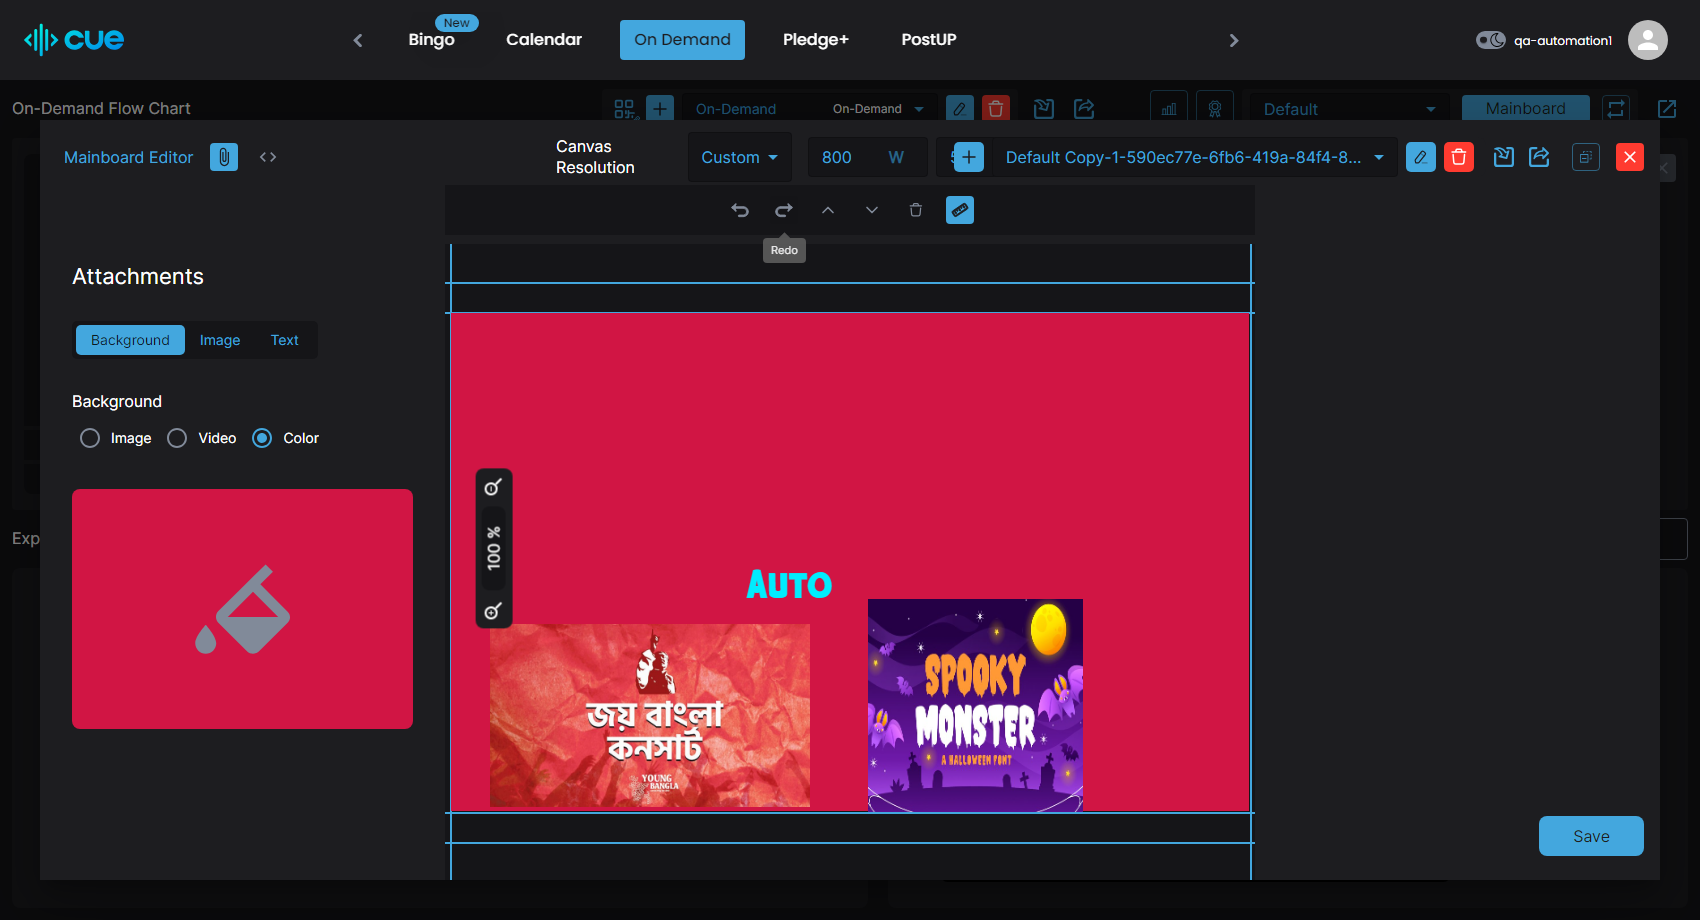 cue
New
Bingo
Calendar
On Demand
Pledge+
PostUP
qa-automation1
On-Demand Flow Chart
On-Demand
On-Demand
Default
Mainboard
Mainboard Editor
Canvas
Resolution
Custom
800
W
Default Copy-1-590ec77e-6fb6-419a-84f4-8...
Redo
Attachments
Background
Image
Text
Background
Image
Video
Color
100 %
AUTO
জয় বাংলা
কনসার্ট
YOUNG
BANGLA
SPOOKY
MONSTER
A HALLOWEEN FONT
Exp
Save